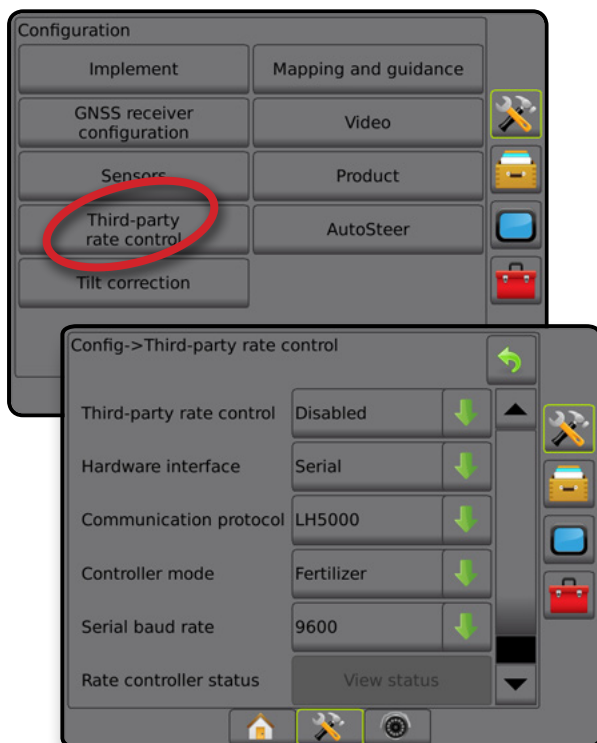 Configuration
Implement
Mapping and guidance
GNSS receiver
configuration
Video
Sensors
Product
Third-party
rate control
AutoSteer
Tilt correction
Config->Third-party rate control
Third-party rate control
Disabled
Hardware interface
Serial
Communication protocol
LH5000
Controller mode
Fertilizer
Serial baud rate
9600
Rate controller status
View status